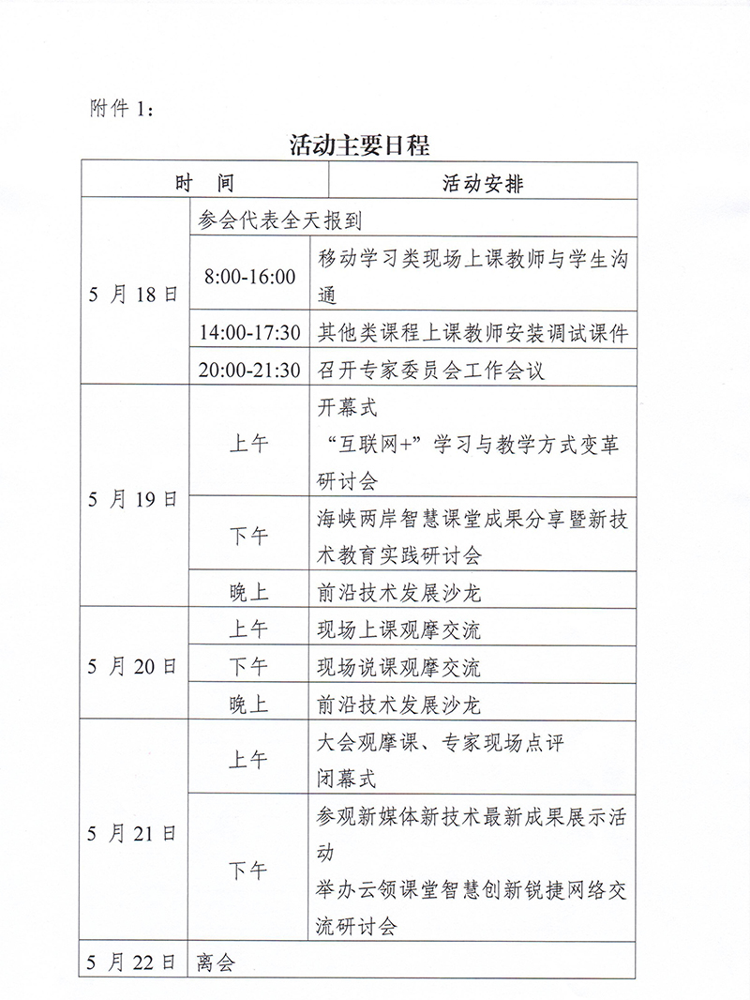 附件1：
活动主要日程
时　间　活动安排
参会代表全天报到
5 月18日
8:00-16:00
移动学习类现场上课教师与学生沟
通
14:00-17:30 其他类课程上课教师安装调试课件
20:00-21:30 召开专家委员会工作会议
5 月19日
上午
开幕式
“互联网+”学习与教学方式变革
研讨会
下午
海峡两岸智慧课堂成果分享暨新技
术教育实践研讨会
晚上 前沿技术发展沙龙
5 月20日
上午 现场上课观摩交流
下午 现场说课观摩交流
晚上 前沿技术发展沙龙
5 月21日
上午
大会观摩课、专家现场点评
闭幕式
下午
参观新媒体新技术最新成果展示活
动
举办云领课堂智慧创新锐捷网络交
流研讨会
5 月22日 离会